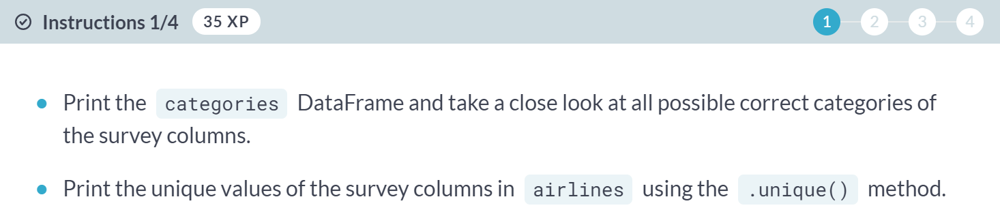 Instructions 1/4 35 XP 1 2 3 4
Print the categories DataFrame and take a close look at all possible correct categories of
the survey columns.
Print the unique values of the survey columns in airlines using the .unique() method.